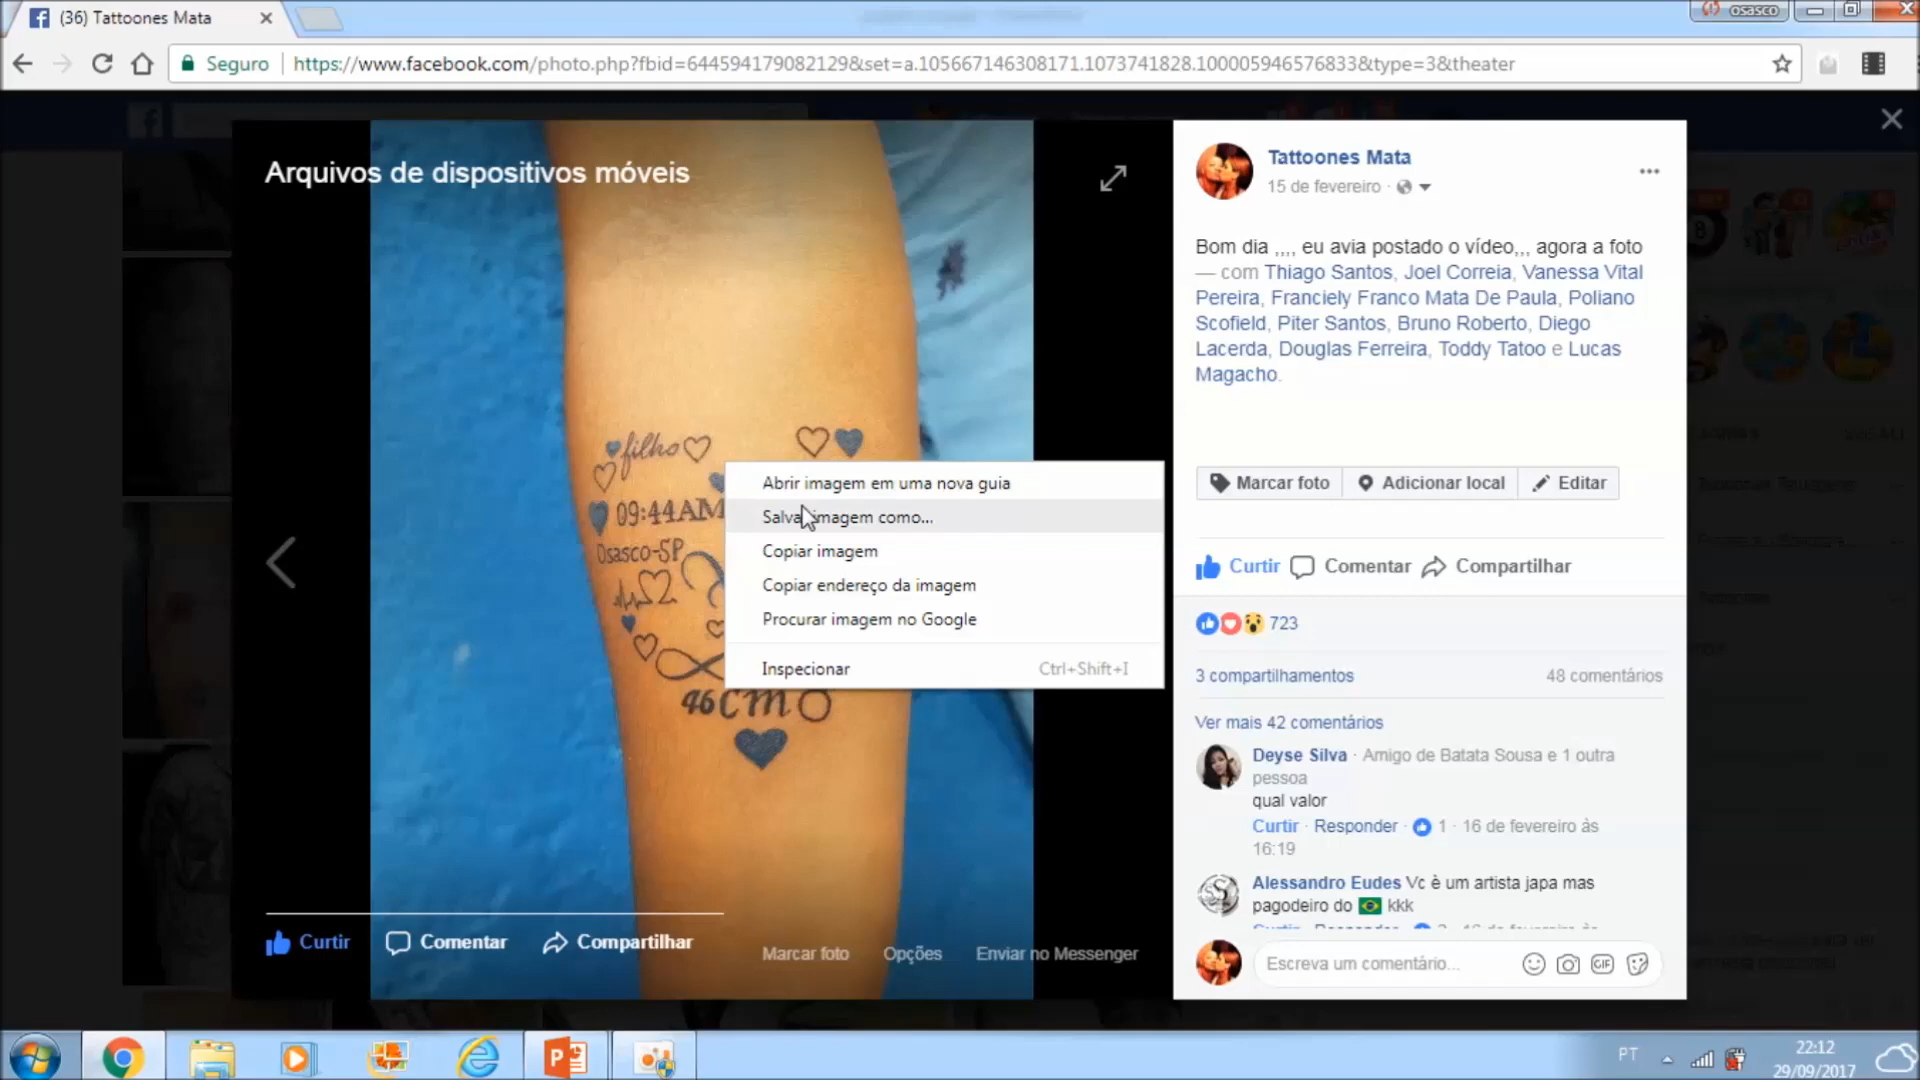 (36) Tattoones Mata
osasco
Seguro
https://www.facebook.com/photo.php?fbid=644594179082129&set=a.105667146308171.1073741828.100005946576833&type=3&theater
Arquivos de dispositivos móveis
filho
09:44AM
Osasco-SP
46CM
Abrir imagem em uma nova guia
Salvar imagem como...
Copiar imagem
Copiar endereço da imagem
Procurar imagem no Google
Inspecionar Ctrl+Shift+I
Curtir Comentar Compartilhar
Marcar foto Opções Enviar no Messenger
Tattoones Mata
15 de fevereiro ·
Bom dia ,,,, eu avia postado o vídeo,,, agora a foto
— com Thiago Santos, Joel Correia, Vanessa Vital
Pereira, Franciely Franco Mata De Paula, Poliano
Scofield, Piter Santos, Bruno Roberto, Diego
Lacerda, Douglas Ferreira, Toddy Tatoo e Lucas
Magacho.
Marcar foto Adicionar local Editar
Curtir Comentar Compartilhar
723
3 compartilhamentos 48 comentários
Ver mais 42 comentários
Deyse Silva · Amigo de Batata Sousa e 1 outra
pessoa
qual valor
Curtir · Responder · 1 · 16 de fevereiro às
16:19
Alessandro Eudes Vc è um artista japa mas
pagodeiro do kkk
Escreva um comentário...
GIF
PT
22:12
29/09/2017